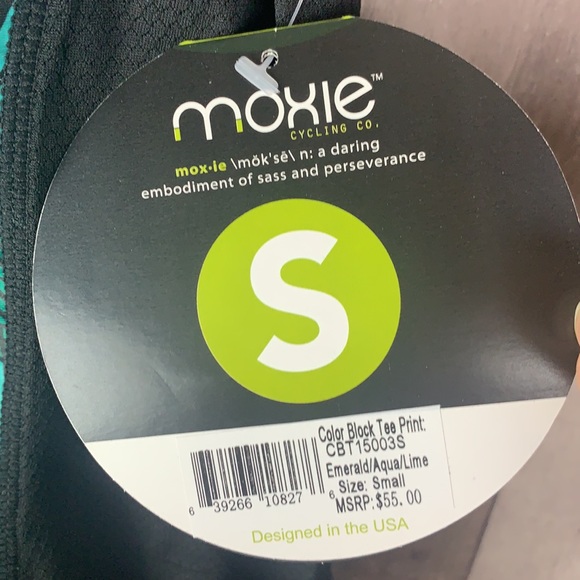 moxie™
CYCLING CO.
mox·ie \mŏk'sē\ n: a daring
embodiment of sass and perseverance
S
Color Block Tee Print:
CBT15003S
Emerald/Aqua/Lime
Size: Small
MSRP:$55.00
6 39266 10827 6
Designed in the USA